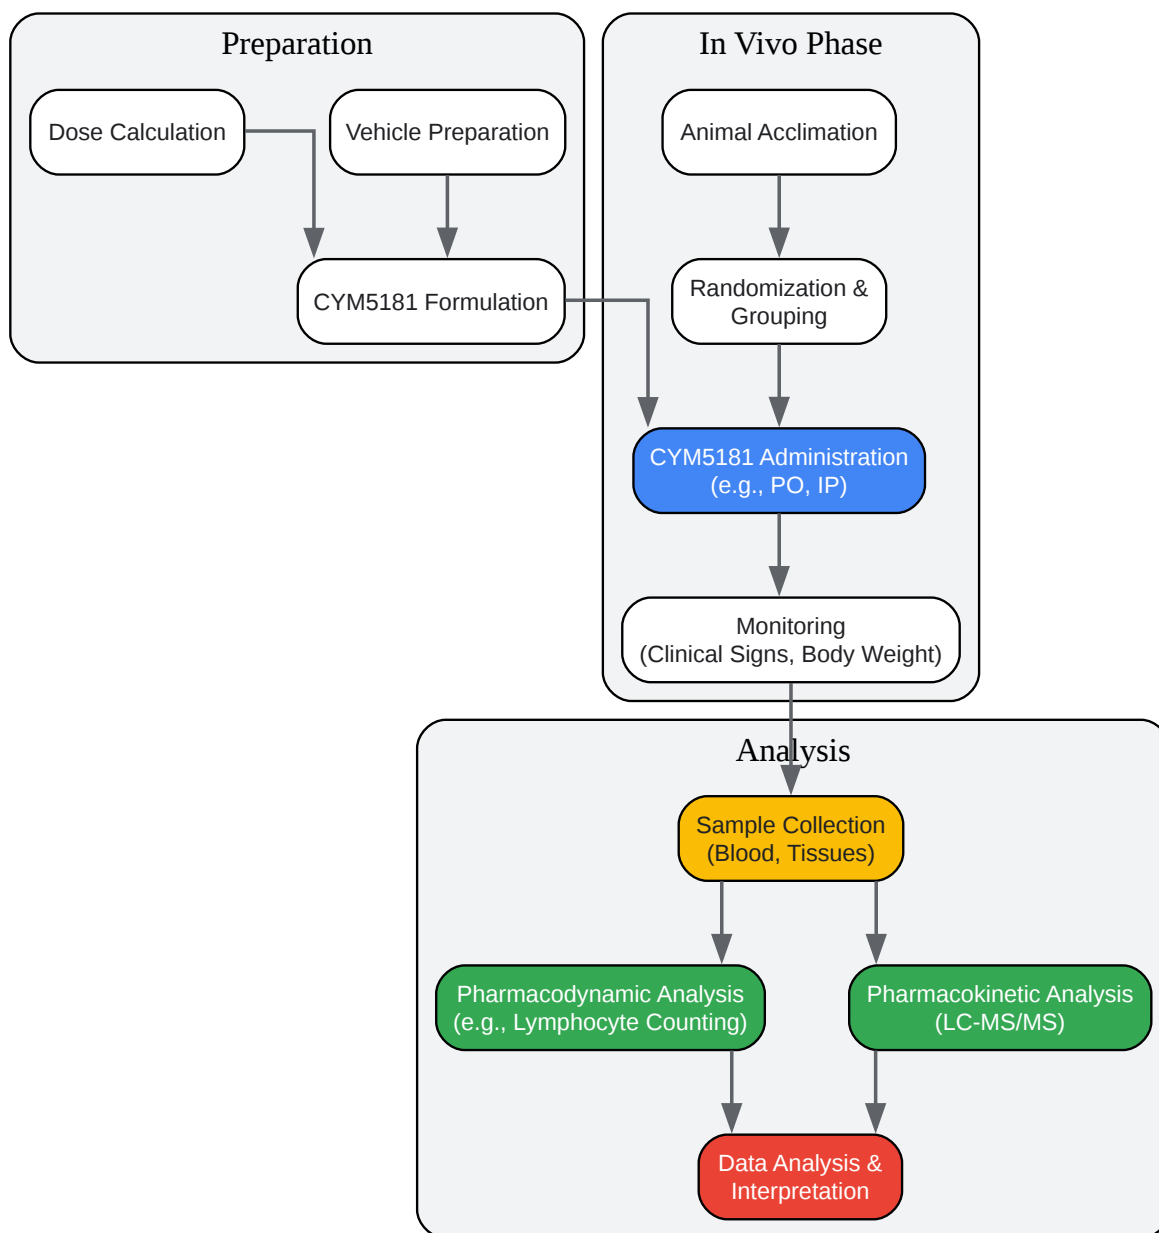 Preparation
Dose Calculation
Vehicle Preparation
CYM5181 Formulation
In Vivo Phase
Animal Acclimation
Randomization &
Grouping
CYM5181 Administration
(e.g., PO, IP)
Monitoring
(Clinical Signs, Body Weight)
Analysis
Sample Collection
(Blood, Tissues)
Pharmacodynamic Analysis
(e.g., Lymphocyte Counting)
Pharmacokinetic Analysis
(LC-MS/MS)
Data Analysis &
Interpretation